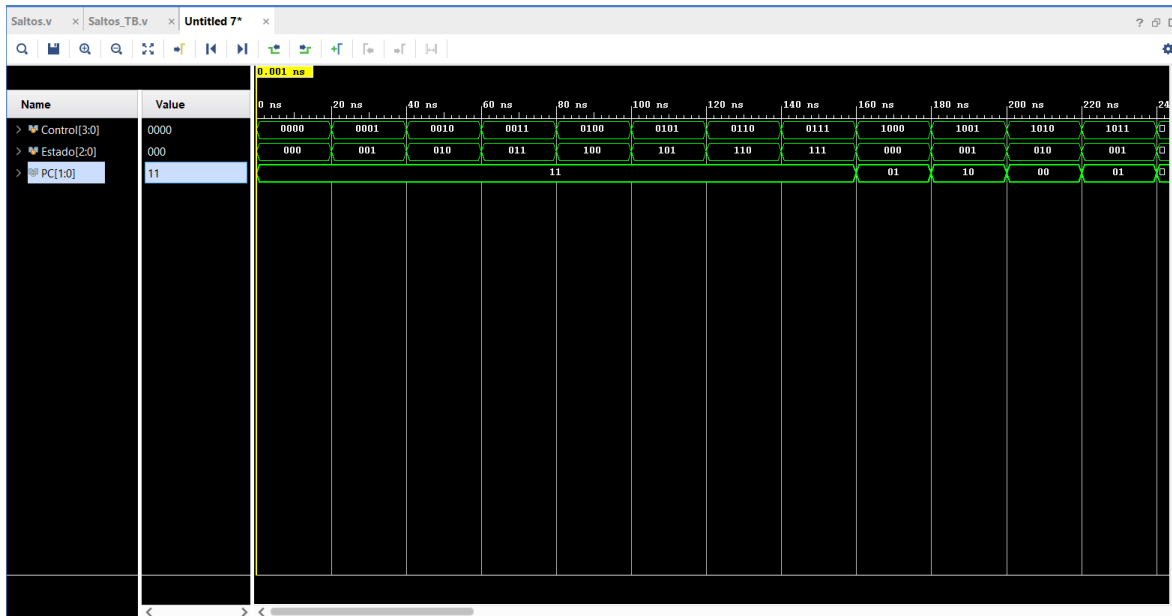 Saltos.v × Saltos_TB.v × Untitled 7* ×
?
0.001 ns
Name Value 0 ns 20 ns 40 ns 60 ns 80 ns 100 ns 120 ns 140 ns 160 ns 180 ns 200 ns 220 ns 24
> Control[3:0] 0000 0000 0001 0010 0011 0100 0101 0110 0111 1000 1001 1010 1011
> Estado[2:0] 000 000 001 010 011 100 101 110 111 000 001 010 001
> PC[1:0] 11 11 01 10 00 01